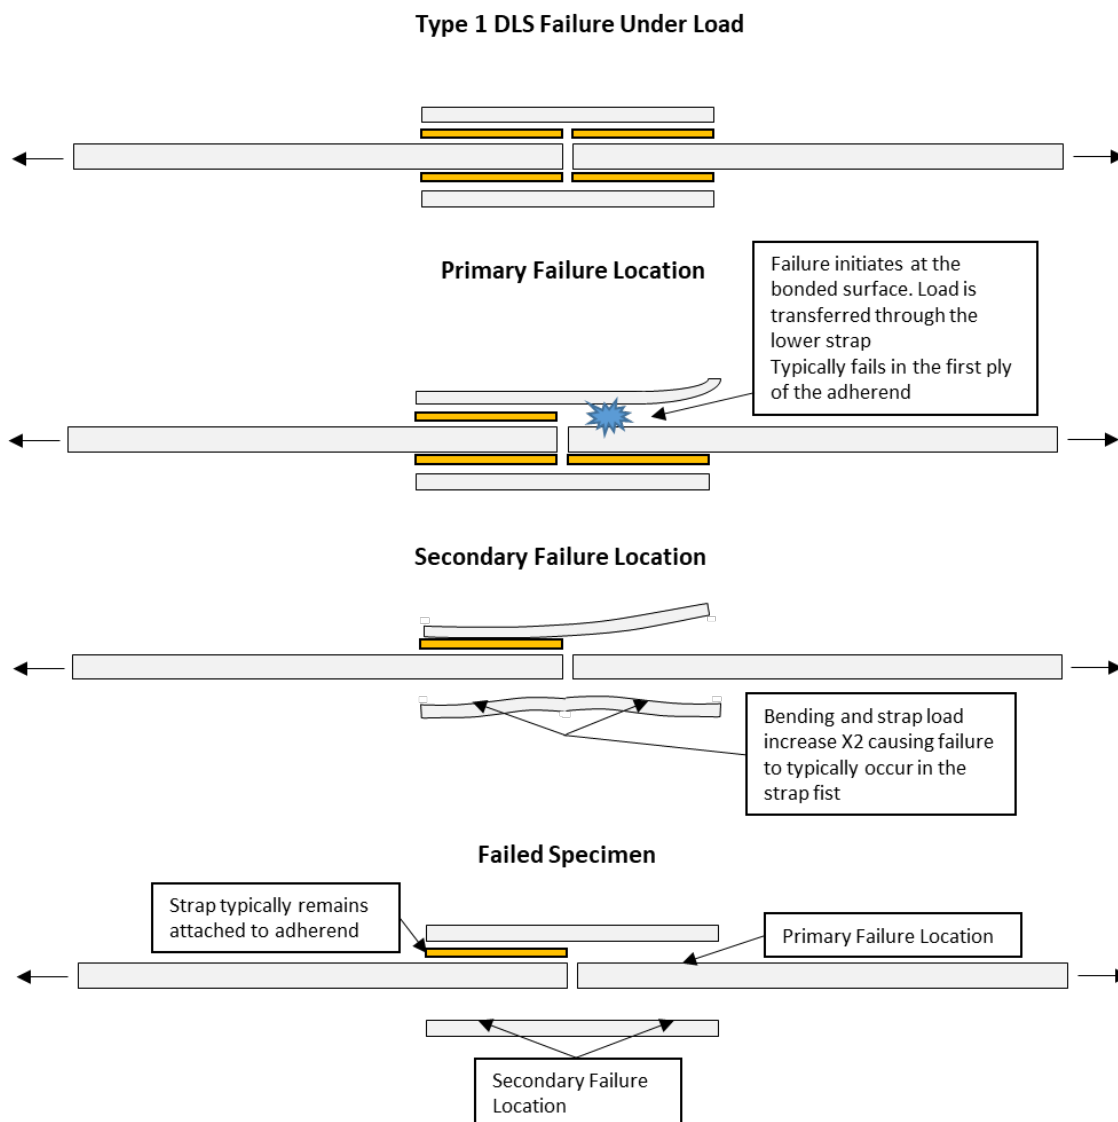 Type 1 DLS Failure Under Load
Primary Failure Location
Failure initiates at the
bonded surface. Load is
transferred through the
lower strap
Typically fails in the first ply
of the adherend
Secondary Failure Location
Bending and strap load
increase X2 causing failure
to typically occur in the
strap fist
Failed Specimen
Strap typically remains
attached to adherend
Primary Failure Location
Secondary Failure
Location